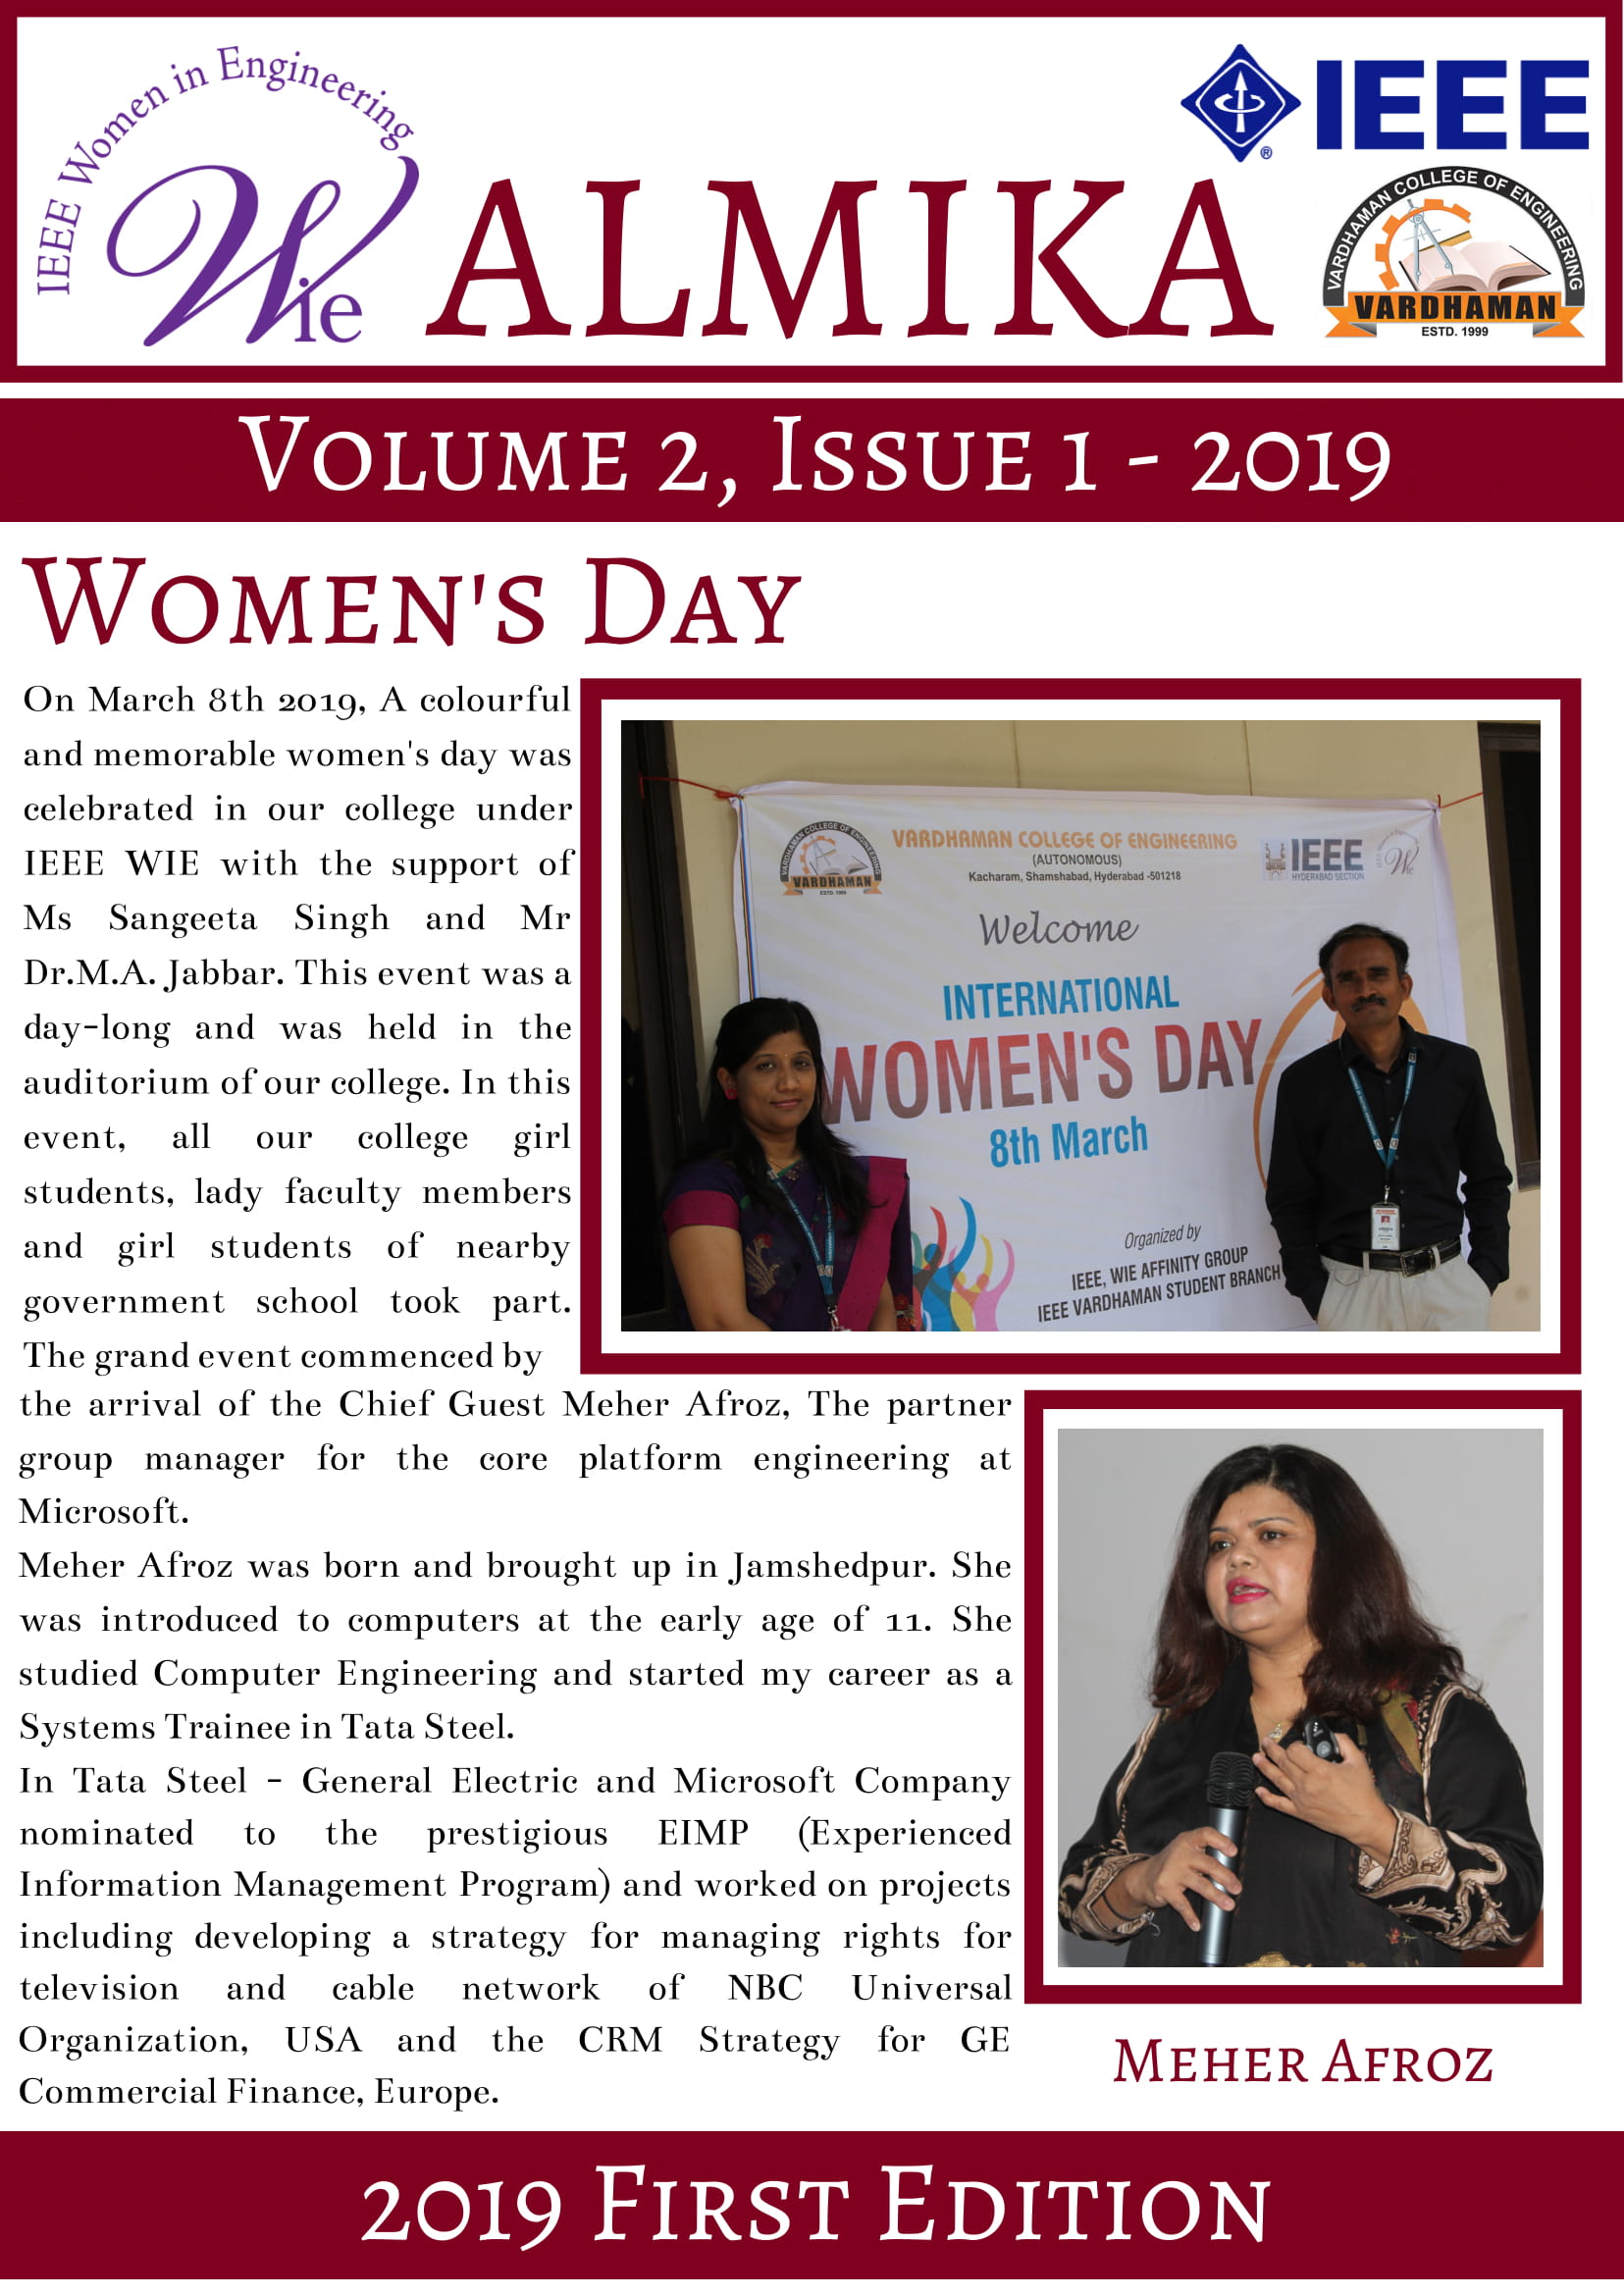 IEEE Women in Engineering
Wie
IEEE
®
ALMIKA
VARDHAMAN COLLEGE OF ENGINEERING
VARDHAMAN
ESTD. 1999
VOLUME 2, ISSUE 1 - 2019
WOMEN'S DAY
On March 8th 2019, A colourful
and memorable women's day was
celebrated in our college under
IEEE WIE with the support of
Ms Sangeeta Singh and Mr
Dr.M.A. Jabbar. This event was a
day-long and was held in the
auditorium of our college. In this
event, all our college girl
students, lady faculty members
and girl students of nearby
government school took part.
The grand event commenced by
the arrival of the Chief Guest Meher Afroz, The partner
group manager for the core platform engineering at
Microsoft.
Meher Afroz was born and brought up in Jamshedpur. She
was introduced to computers at the early age of 11. She
studied Computer Engineering and started my career as a
Systems Trainee in Tata Steel.
In Tata Steel - General Electric and Microsoft Company
nominated to the prestigious EIMP (Experienced
Information Management Program) and worked on projects
including developing a strategy for managing rights for
television and cable network of NBC Universal
Organization, USA and the CRM Strategy for GE
Commercial Finance, Europe.
VARDHAMAN COLLEGE OF ENGINEERING
VARDHAMAN
ESTD. 1999
VARDHAMAN COLLEGE OF ENGINEERING
(AUTONOMOUS)
Kacharam, Shamshabad, Hyderabad -501218
IEEE
HYDERABAD SECTION
Wie
Welcome
INTERNATIONAL
WOMEN'S DAY
8th March
Organized by
IEEE, WIE AFFINITY GROUP
IEEE VARDHAMAN STUDENT BRANCH
MEHER AFROZ
2019 FIRST EDITION